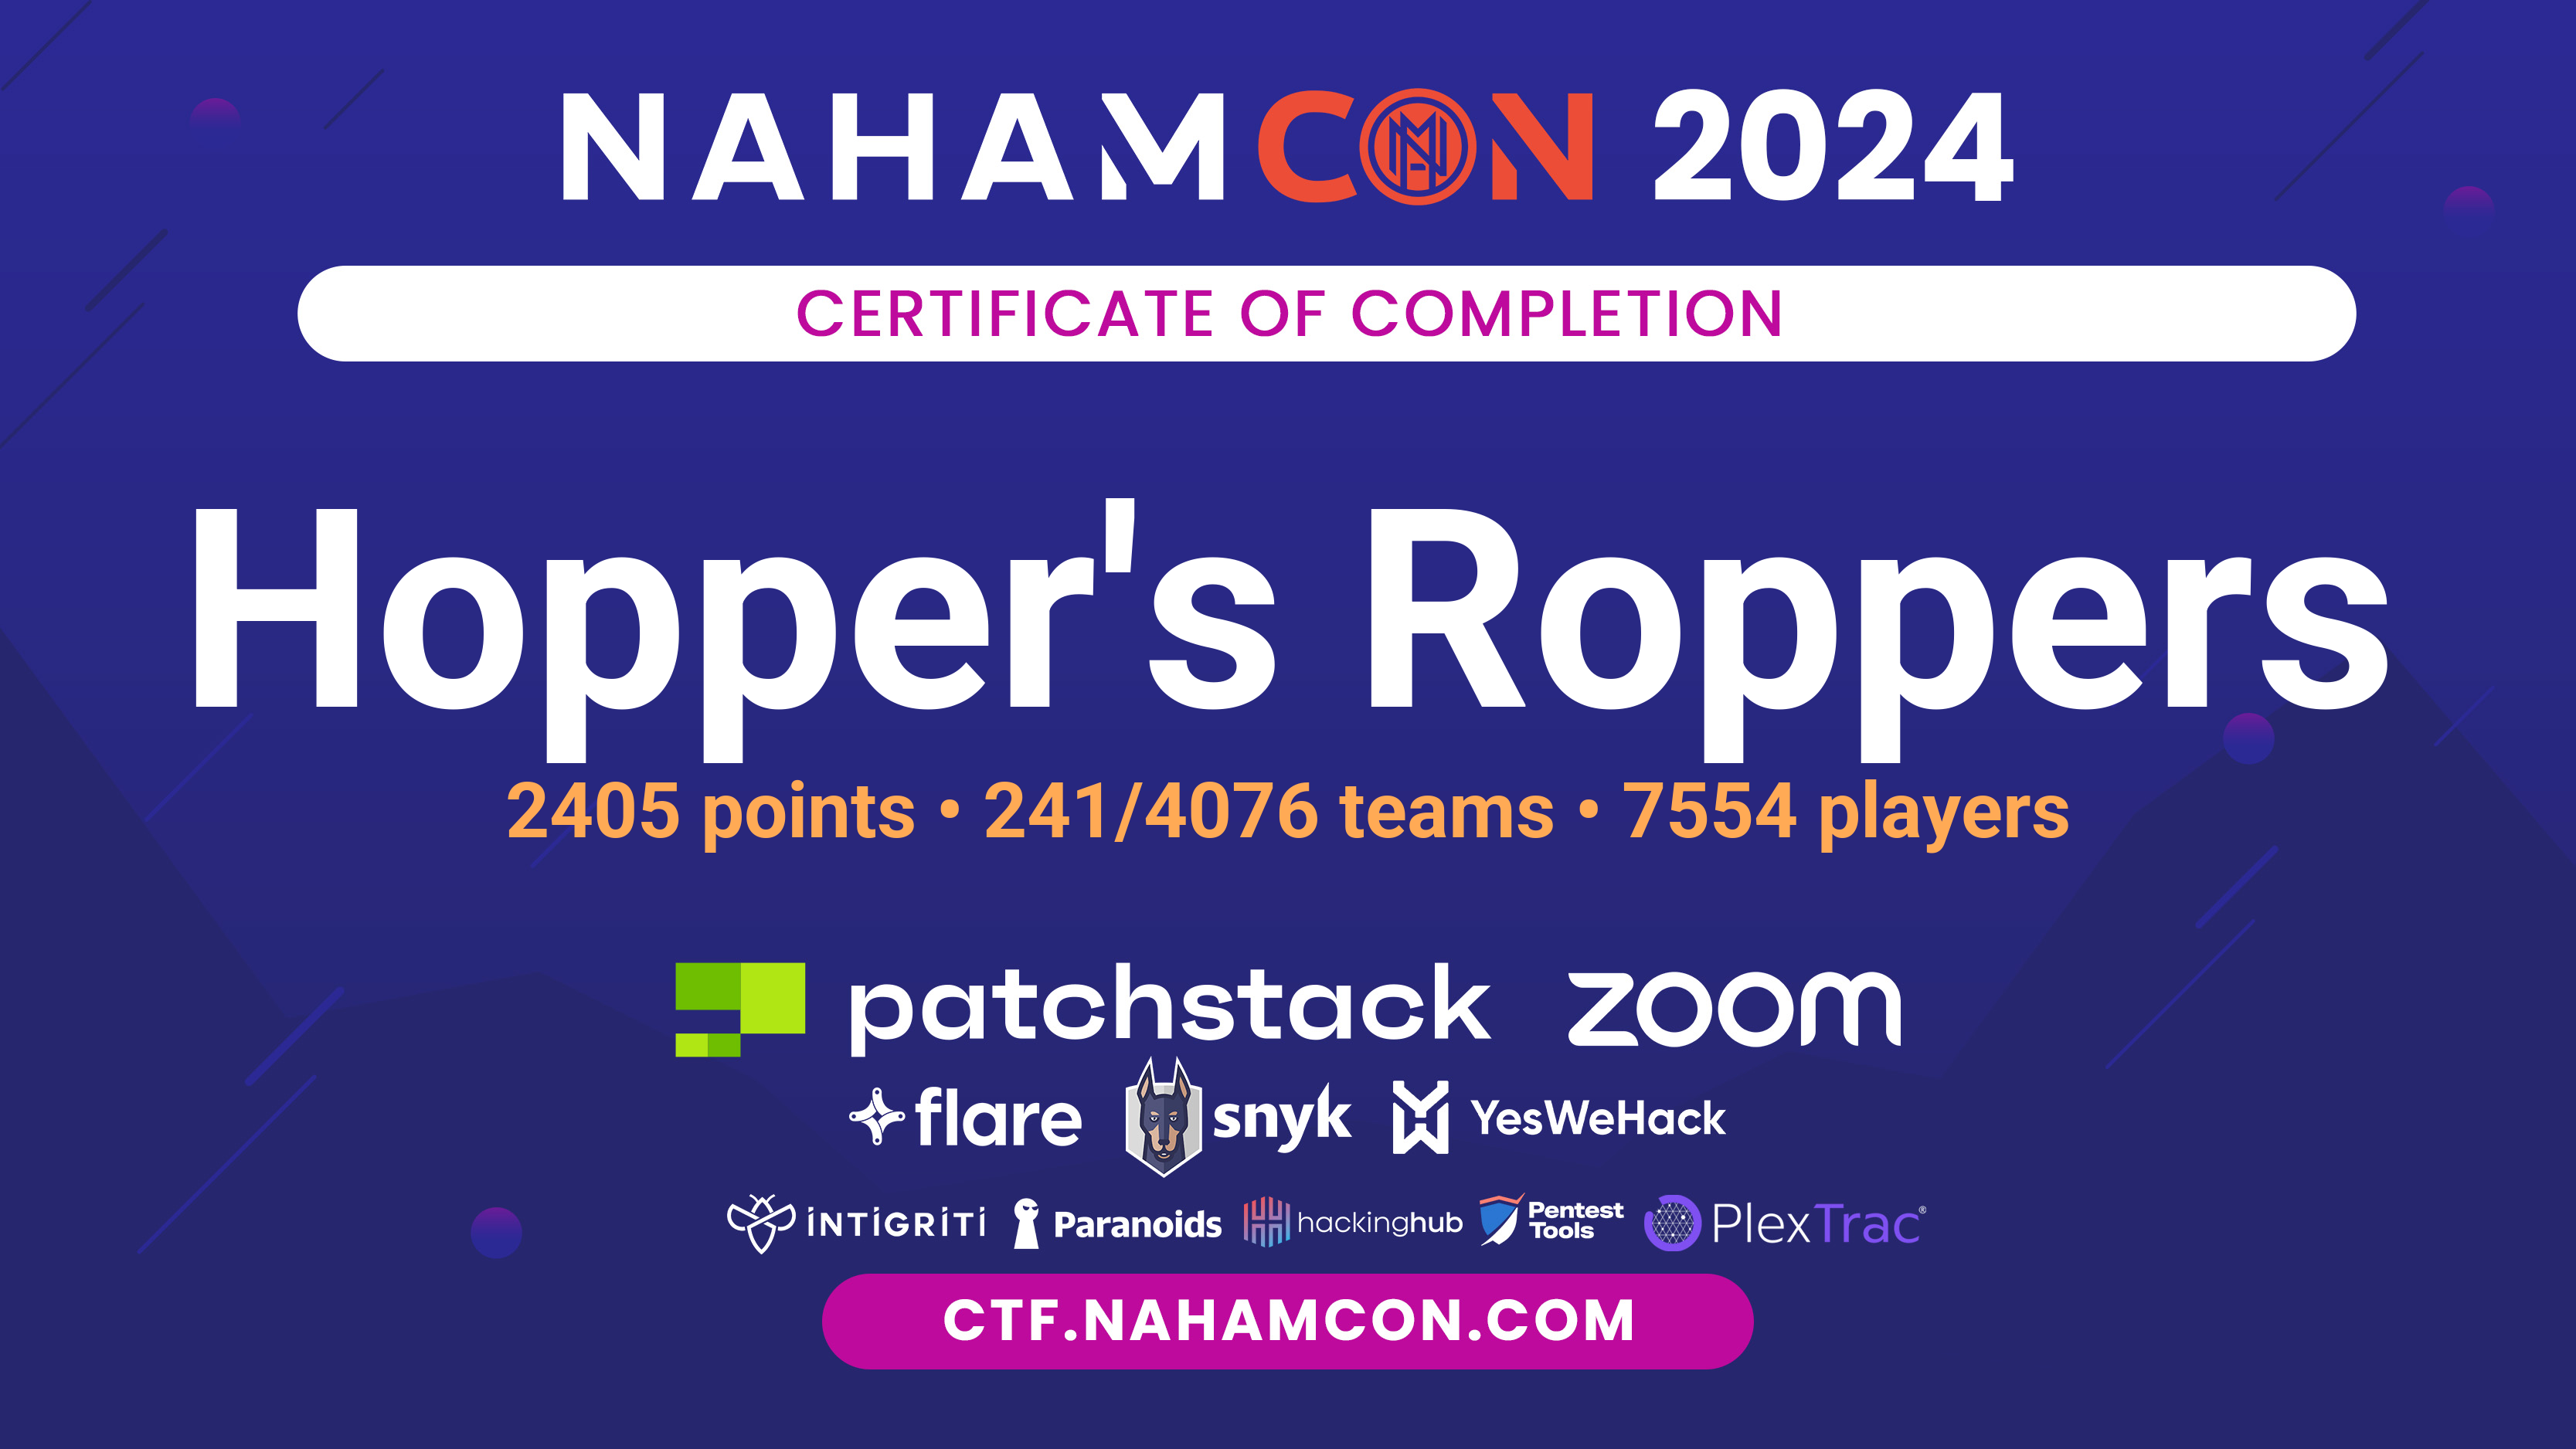 NAHAMCON 2024
CERTIFICATE OF COMPLETION
Hopper's Roppers
2405 points • 241/4076 teams • 7554 players
patchstack zoom
flare snyk YesWeHack
INTIGRITI Paranoids hackinghub Pentest Tools PlexTrac®
CTF.NAHAMCON.COM